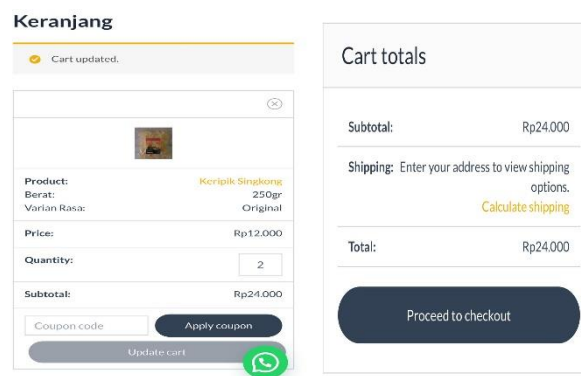 Keranjang
Cart updated.
Product: Keripik Singkong
Berat: 250gr
Varian Rasa: Original
Price: Rp12.000
Quantity: 2
Subtotal: Rp24.000
Coupon code Apply coupon
Update cart
Cart totals
Subtotal: Rp24.000
Shipping: Enter your address to view shipping
options.
Calculate shipping
Total: Rp24.000
Proceed to checkout